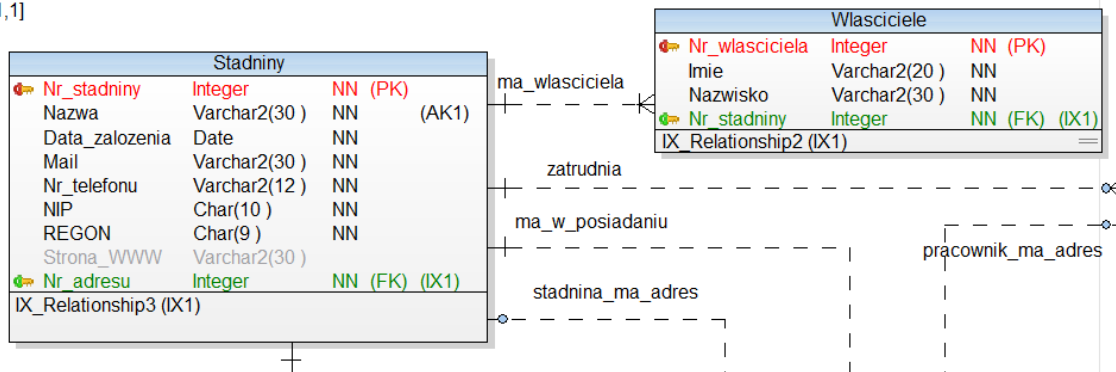 ,1]
Stadniny
Nr_stadniny Integer NN (PK)
Nazwa Varchar2(30 ) NN (AK1)
Data_zalozenia Date NN
Mail Varchar2(30 ) NN
Nr_telefonu Varchar2(12 ) NN
NIP Char(10 ) NN
REGON Char(9 ) NN
Strona_WWW Varchar2(30 )
Nr_adresu Integer NN (FK) (IX1)
IX_Relationship3 (IX1)
ma_wlasciciela
Wlasciciele
Nr_wlasciciela Integer NN (PK)
Imie Varchar2(20 ) NN
Nazwisko Varchar2(30 ) NN
Nr_stadniny Integer NN (FK) (IX1)
IX_Relationship2 (IX1)
zatrudnia
ma_w_posiadaniu
pracownik_ma_adres
stadnina_ma_adres